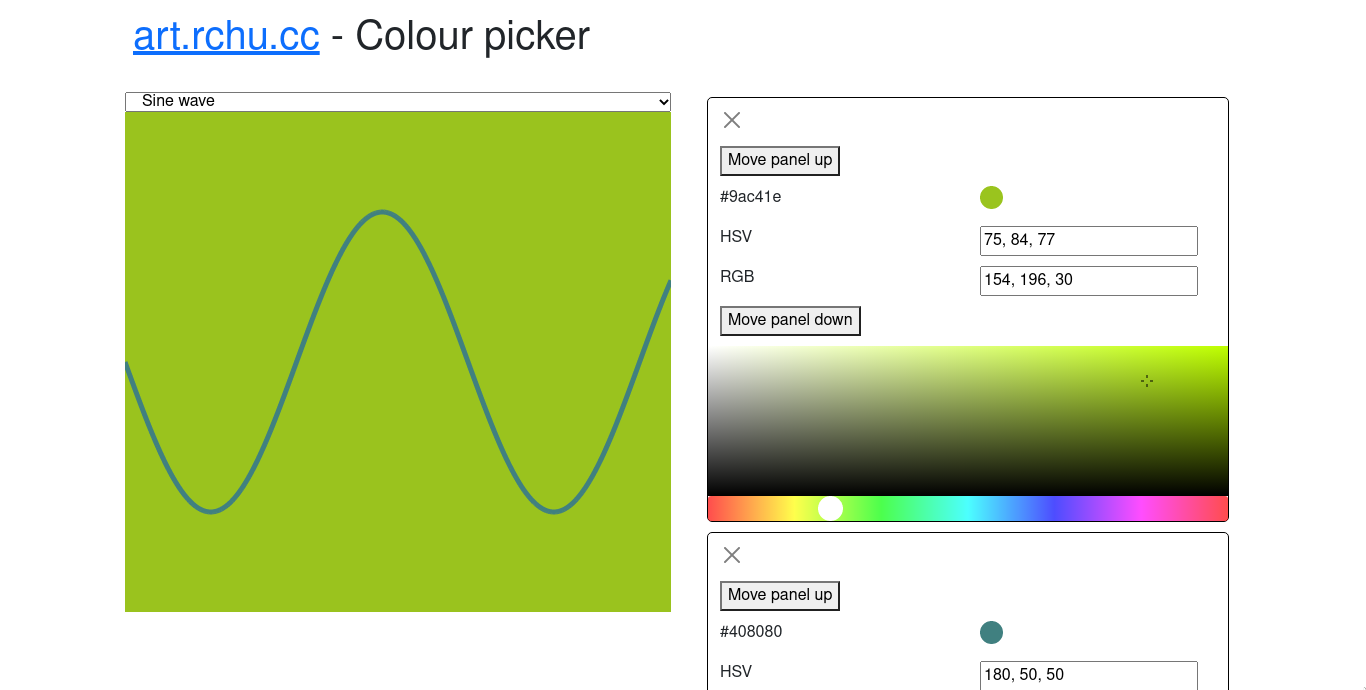 art.rchu.cc - Colour picker
Sine wave
Move panel up
#9ac41e
HSV 75, 84, 77
RGB 154, 196, 30
Move panel down
Move panel up
#408080
HSV 180, 50, 50